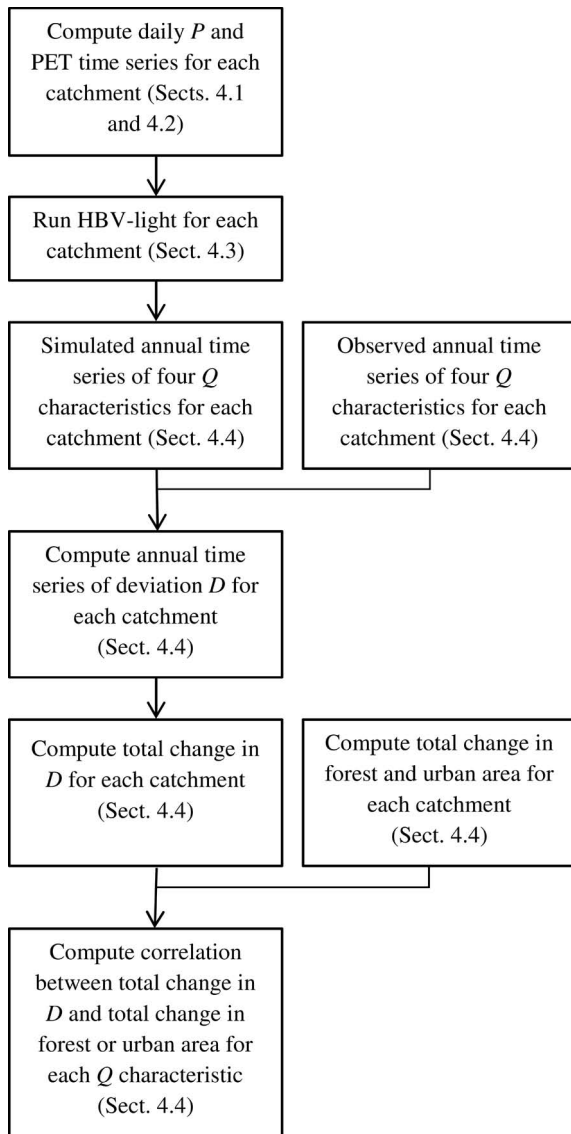 Compute daily P and
PET time series for each
catchment (Sects. 4.1
and 4.2)
Run HBV-light for each
catchment (Sect. 4.3)
Simulated annual time
series of four Q
characteristics for each
catchment (Sect. 4.4)
Observed annual time
series of four Q
characteristics for each
catchment (Sect. 4.4)
Compute annual time
series of deviation D for
each catchment
(Sect. 4.4)
Compute total change in
D for each catchment
(Sect. 4.4)
Compute total change in
forest and urban area for
each catchment
(Sect. 4.4)
Compute correlation
between total change in
D and total change in
forest or urban area for
each Q characteristic
(Sect. 4.4)